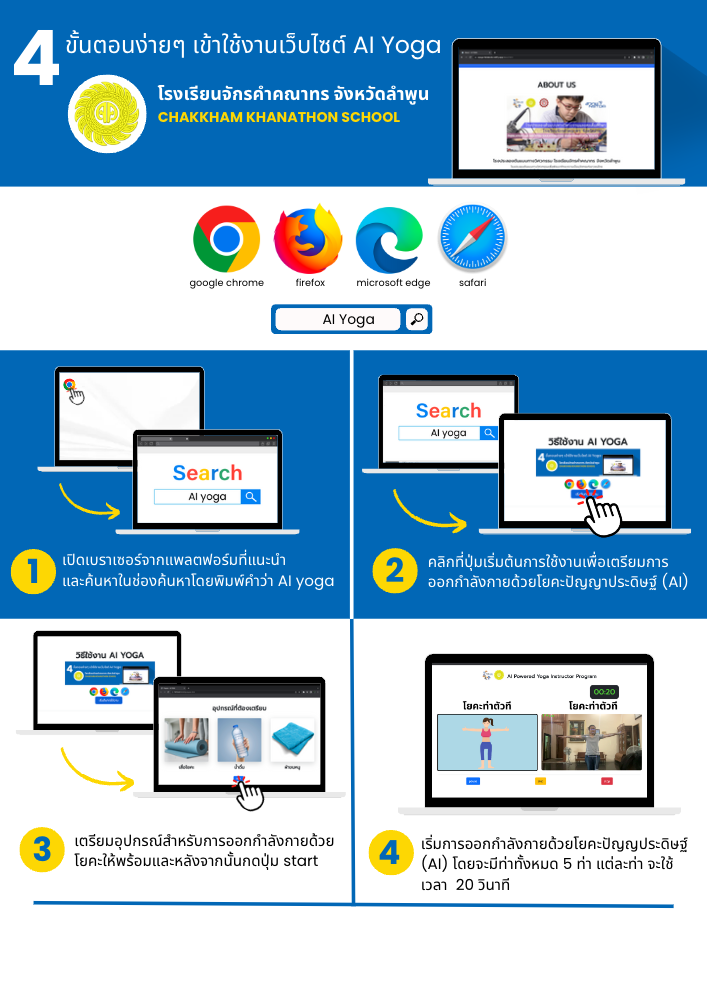 4 ขั้นตอนง่ายๆ เข้าใช้งานเว็บไซต์ AI Yoga
โรงเรียนจักรคำคณาทร จังหวัดลำพูน
CHAKKHAM KHANATHON SCHOOL
ABOUT US
google chrome
firefox
microsoft edge
safari
AI Yoga
Search
AI yoga
1
เปิดเบราเซอร์จากแพลตฟอร์มที่แนะนำ
และค้นหาในช่องค้นหาโดยพิมพ์คำว่า AI yoga
Search
AI yoga
วิธีใช้งาน AI YOGA
2
คลิกที่ปุ่มเริ่มต้นการใช้งานเพื่อเตรียมการ
ออกกำลังกายด้วยโยคะปัญญาประดิษฐ์ (AI)
วิธีใช้งาน AI YOGA
อุปกรณ์ที่ต้องเตรียม
เสื่อโยคะ
น้ำดื่ม
ผ้าขนหนู
3
เตรียมอุปกรณ์สำหรับการออกกำลังกายด้วย
โยคะให้พร้อมและหลังจากนั้นกดปุ่ม start
AI Powered Yoga Instructor Program
00:20
โยคะท่าตัวที
โยคะท่าตัวที
4
เริ่มการออกกำลังกายด้วยโยคะปัญญประดิษฐ์
(AI) โดยจะมีท่าทั้งหมด 5 ท่า แต่ละท่า จะใช้
เวลา 20 วินาที